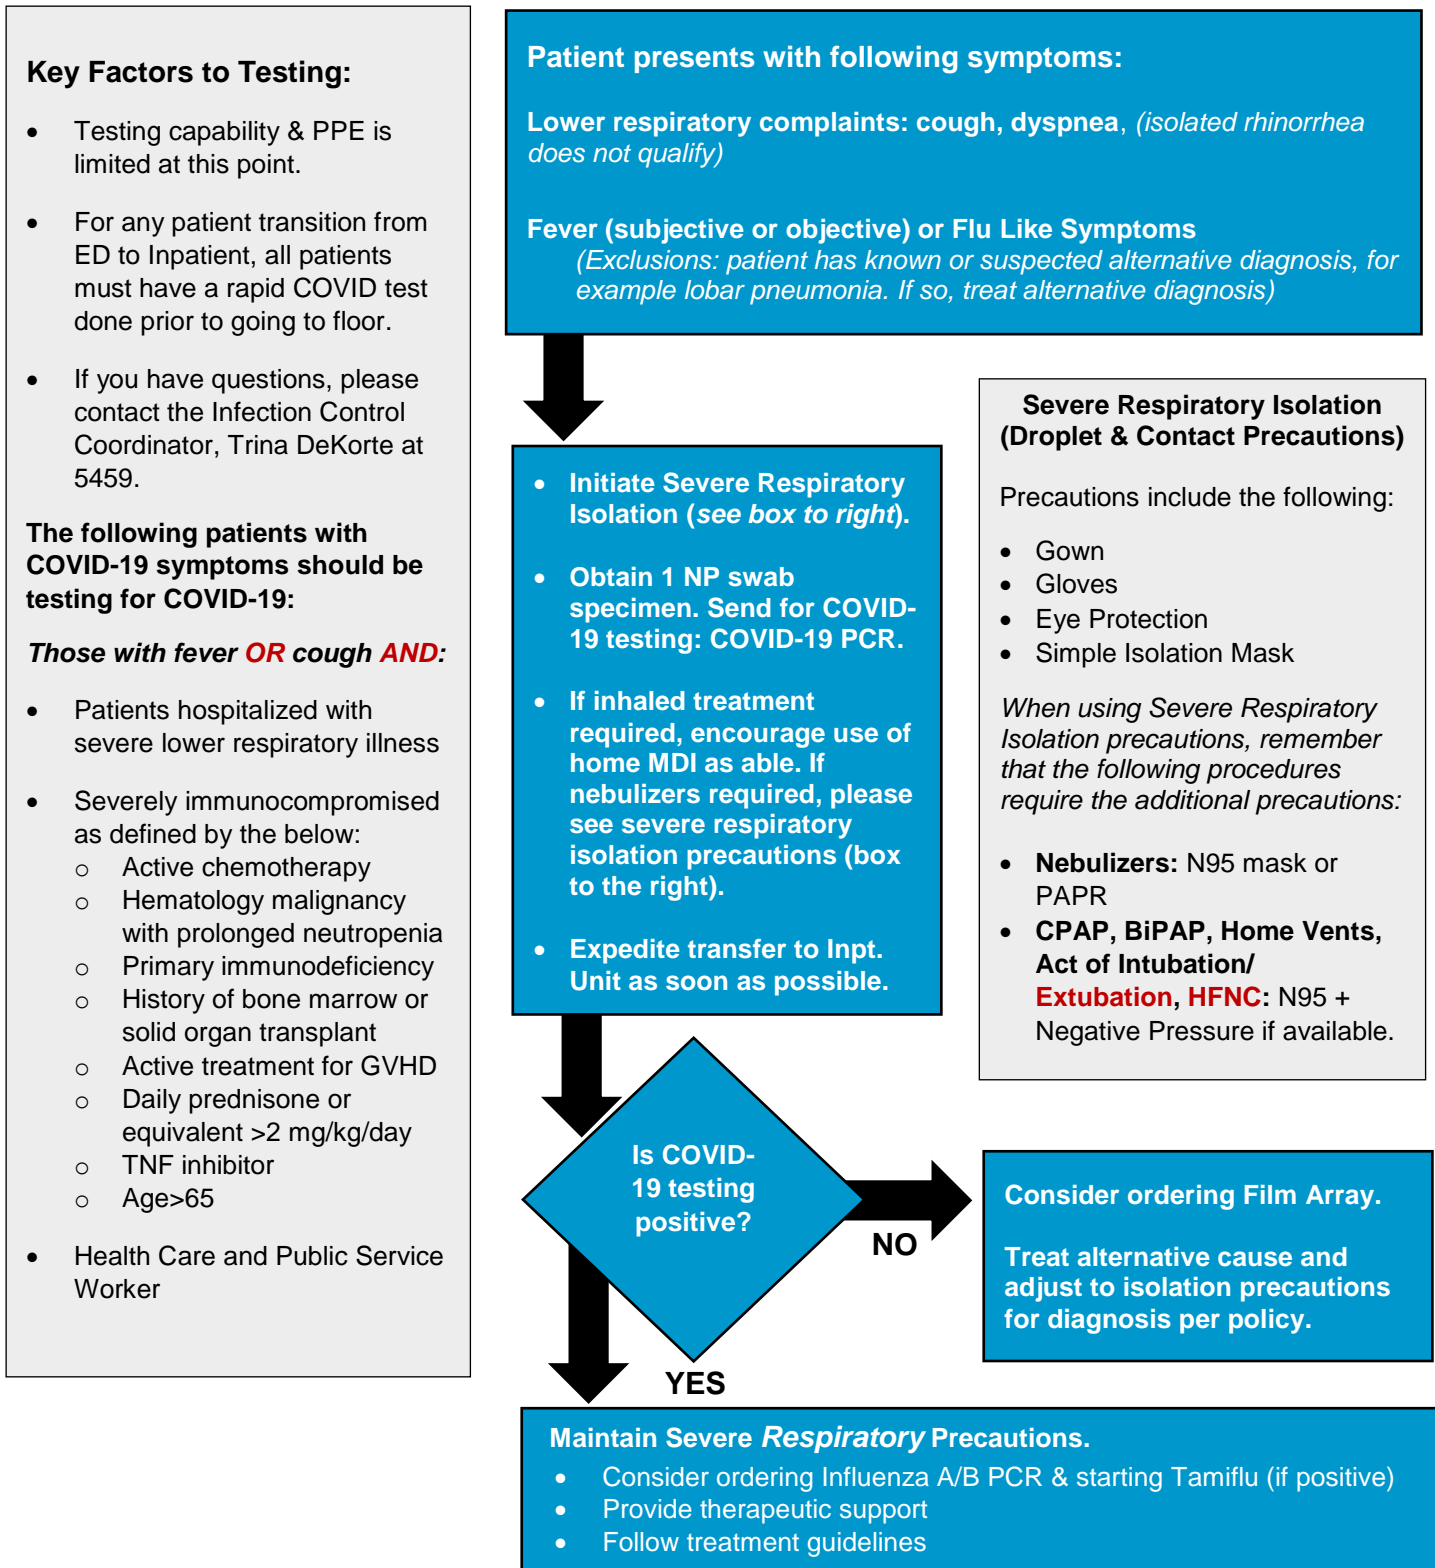 Key Factors to Testing:
• Testing capability & PPE is
limited at this point.
• For any patient transition from
ED to Inpatient, all patients
must have a rapid COVID test
done prior to going to floor.
• If you have questions, please
contact the Infection Control
Coordinator, Trina DeKorte at
5459.
The following patients with
COVID-19 symptoms should be
testing for COVID-19:
Those with fever OR cough AND:
• Patients hospitalized with
severe lower respiratory illness
• Severely immunocompromised
as defined by the below:
o Active chemotherapy
o Hematology malignancy
with prolonged neutropenia
o Primary immunodeficiency
o History of bone marrow or
solid organ transplant
o Active treatment for GVHD
o Daily prednisone or
equivalent >2 mg/kg/day
o TNF inhibitor
o Age>65
• Health Care and Public Service
Worker
Patient presents with following symptoms:
Lower respiratory complaints: cough, dyspnea, (isolated rhinorrhea
does not qualify)
Fever (subjective or objective) or Flu Like Symptoms
(Exclusions: patient has known or suspected alternative diagnosis, for
example lobar pneumonia. If so, treat alternative diagnosis)
• Initiate Severe Respiratory
Isolation (see box to right).
• Obtain 1 NP swab
specimen. Send for COVID-
19 testing: COVID-19 PCR.
• If inhaled treatment
required, encourage use of
home MDI as able. If
nebulizers required, please
see severe respiratory
isolation precautions (box
to the right).
• Expedite transfer to Inpt.
Unit as soon as possible.
Severe Respiratory Isolation
(Droplet & Contact Precautions)
Precautions include the following:
• Gown
• Gloves
• Eye Protection
• Simple Isolation Mask
When using Severe Respiratory
Isolation precautions, remember
that the following procedures
require the additional precautions:
• Nebulizers: N95 mask or
PAPR
• CPAP, BiPAP, Home Vents,
Act of Intubation/
Extubation, HFNC: N95 +
Negative Pressure if available.
Is COVID-
19 testing
positive?
NO
Consider ordering Film Array.
Treat alternative cause and
adjust to isolation precautions
for diagnosis per policy.
YES
Maintain Severe Respiratory Precautions.
• Consider ordering Influenza A/B PCR & starting Tamiflu (if positive)
• Provide therapeutic support
• Follow treatment guidelines